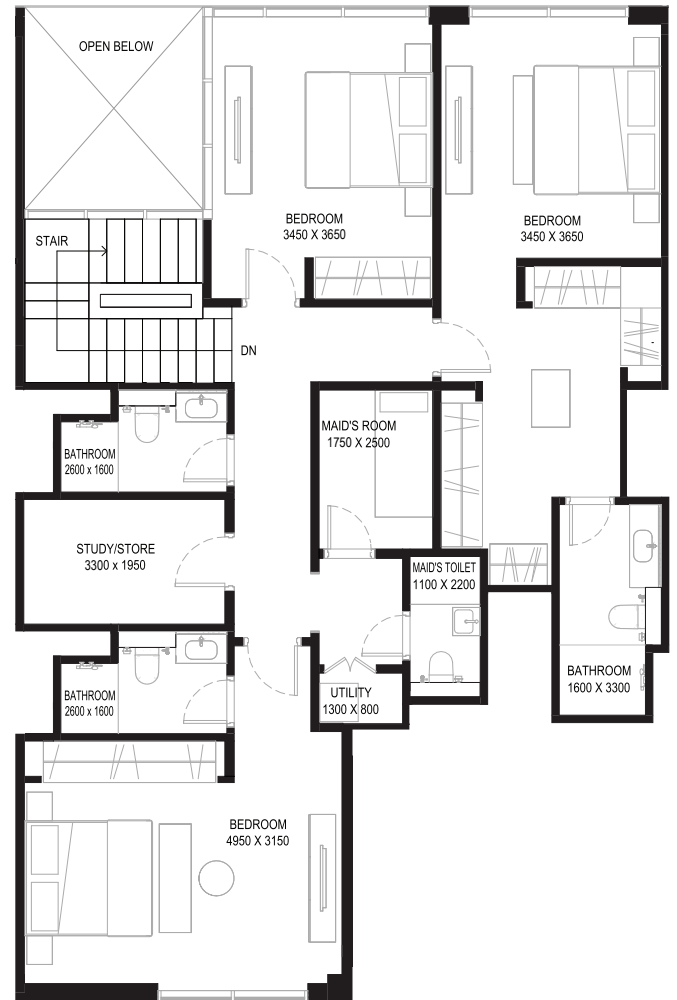 OPEN BELOW
BEDROOM
3450 X 3650
BEDROOM
3450 X 3650
STAIR
DN
MAID'S ROOM
1750 X 2500
BATHROOM
2600 x 1600
STUDY/STORE
3300 x 1950
MAID'S TOILET
1100 X 2200
BATHROOM
1600 X 3300
BATHROOM
2600 x 1600
UTILITY
1300 X 800
BEDROOM
4950 X 3150